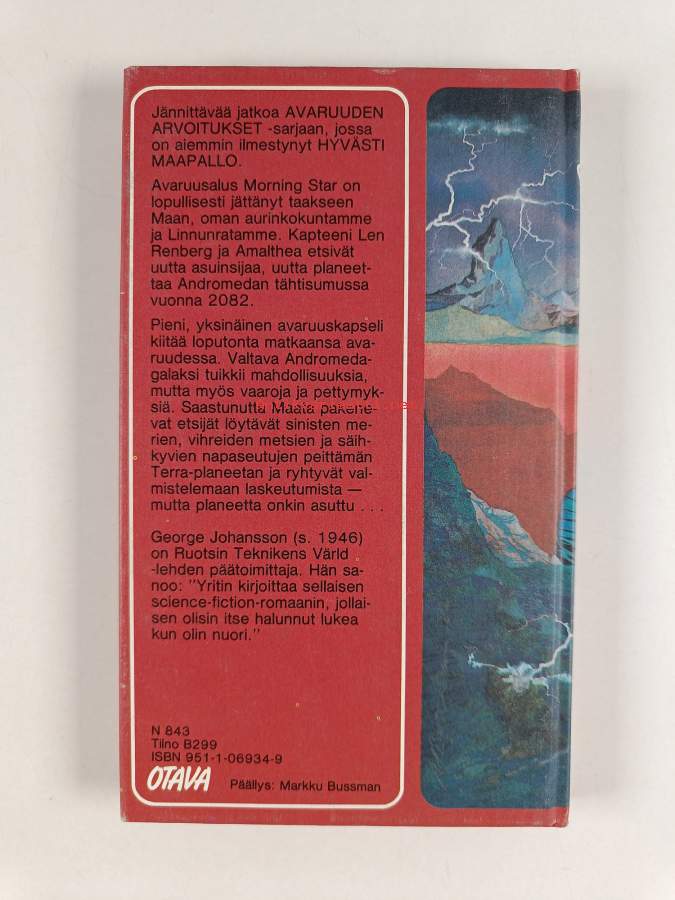 Jännittävää jatkoa AVARUUDEN
ARVOITUKSET -sarjaan, jossa
on aiemmin ilmestynyt HYVÄSTI
MAAPALLO.
Avaruusalus Morning Star on
lopullisesti jättänyt taakseen
Maan, oman aurinkokuntamme
ja Linnunratamme. Kapteeni Len
Renberg ja Amalthea etsivät
uutta asuinsijaa, uutta planeet-
taa Andromedan tähtisumussa
vuonna 2082.
Pieni, yksinäinen avaruuskapseli
kiitää loputonta matkaansa ava-
ruudessa. Valtava Andromeda-
galaksi tuikkii mahdollisuuksia,
mutta myös vaaroja ja pettymyk-
siä. Saastunutta Maata pakene-
vat etsijät löytävät sinisten me-
rien, vihreiden metsien ja säih-
kyvien napaseutujen peittämän
Terra-planeetan ja ryhtyvät val-
mistelemaan laskeutumista —
mutta planeetta onkin asuttu . . .
George Johansson (s. 1946)
on Ruotsin Teknikens Värld
-lehden päätoimittaja. Hän sa-
noo: "Yritin kirjoittaa sellaisen
science-fiction-romaanin, jollai-
sen olisin itse halunnut lukea
kun olin nuori."
N 843
Tilno B299
ISBN 951-1-06934-9
OTAVA
Päällys: Markku Bussman